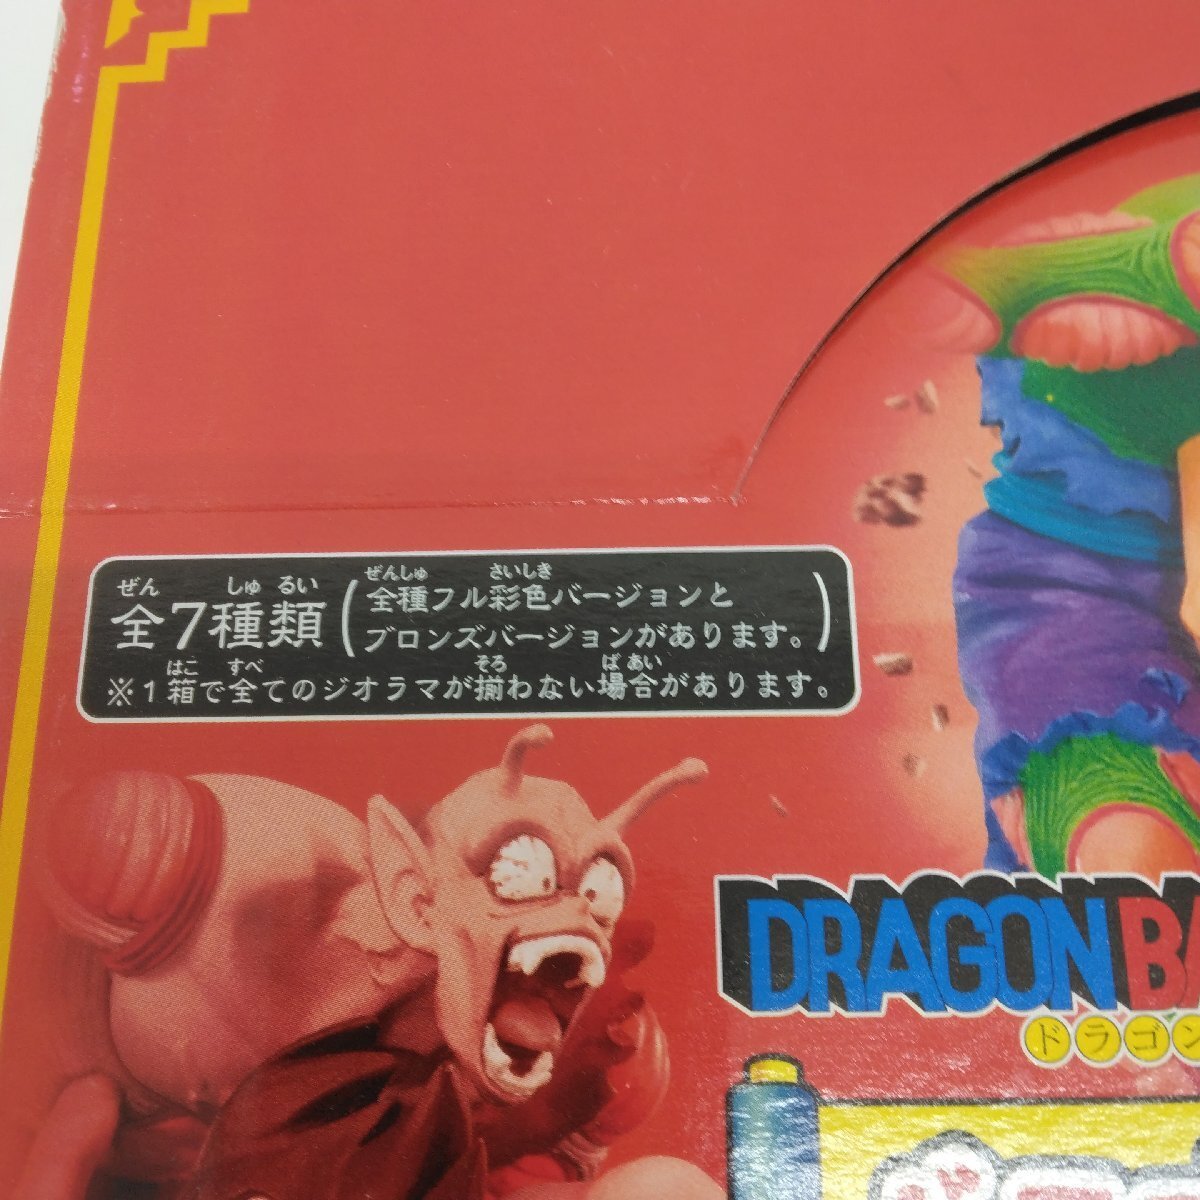 ぜん しゅ るい
全7種類
ぜんしゅ さいしき
(全種フル彩色バージョンと
ブロンズバージョンがあります。)
はこ すべ そろ ばあい
※1箱で全てのジオラマが揃わない場合があります。
DRAGON BA
ドラゴン